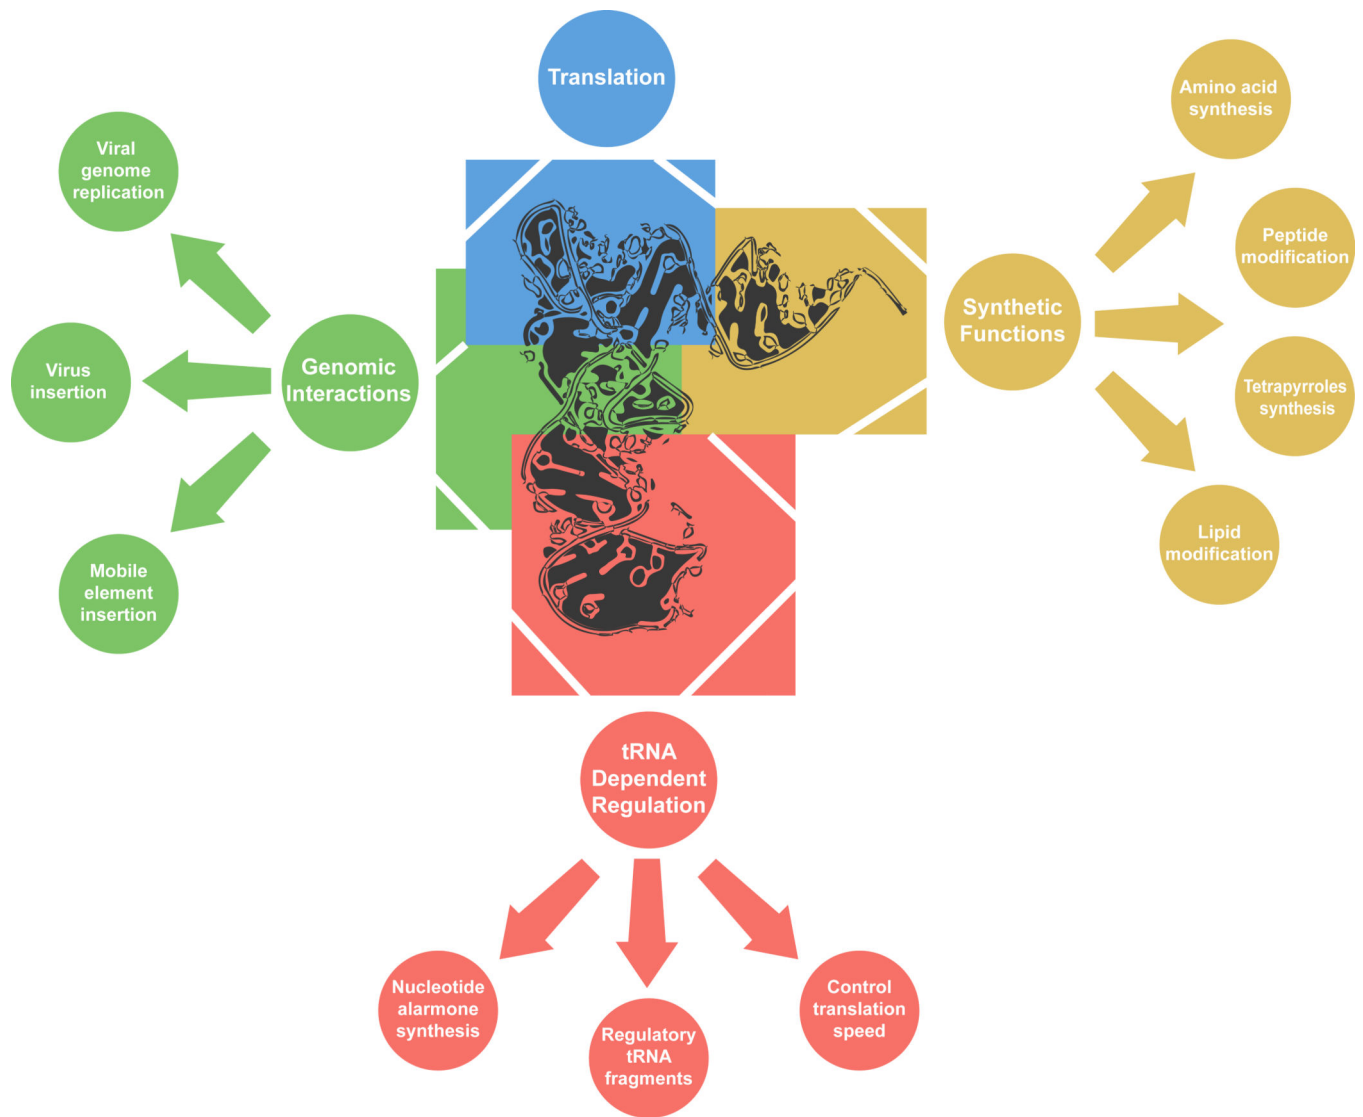 Translation
Viral
genome
replication
Virus
insertion
Mobile
element
insertion
Genomic
Interactions
Synthetic
Functions
Amino acid
synthesis
Peptide
modification
Tetrapyrroles
synthesis
Lipid
modification
tRNA
Dependent
Regulation
Nucleotide
alarmone
synthesis
Regulatory
tRNA
fragments
Control
translation
speed